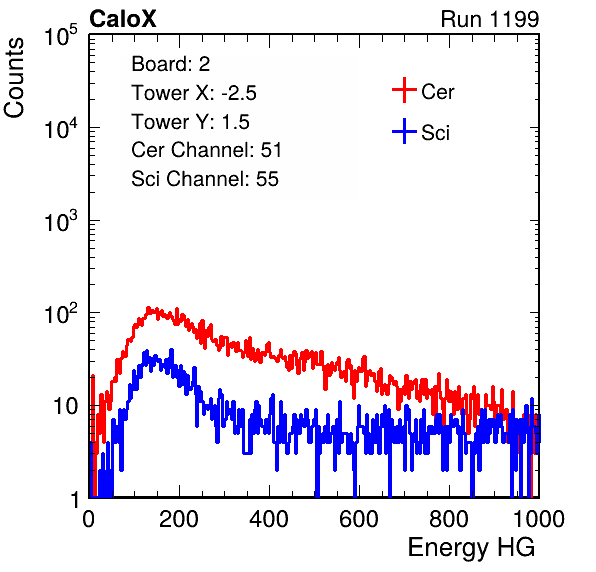 CaloX Run 1199
Counts
10^5
10^4
10^3
10^2
10
1
Board: 2
Tower X: -2.5
Tower Y: 1.5
Cer Channel: 51
Sci Channel: 55
Cer
Sci
0 200 400 600 800 1000
Energy HG